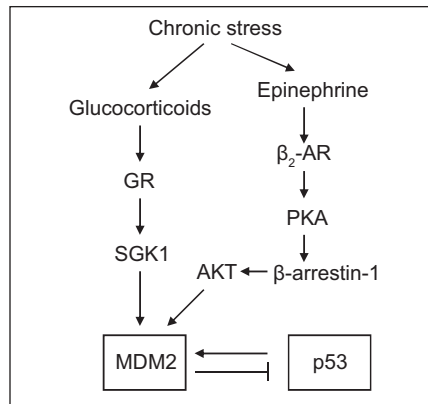 Chronic stress
Glucocorticoids
Epinephrine
β₂-AR
GR
PKA
SGK1
AKT
β-arrestin-1
MDM2
p53